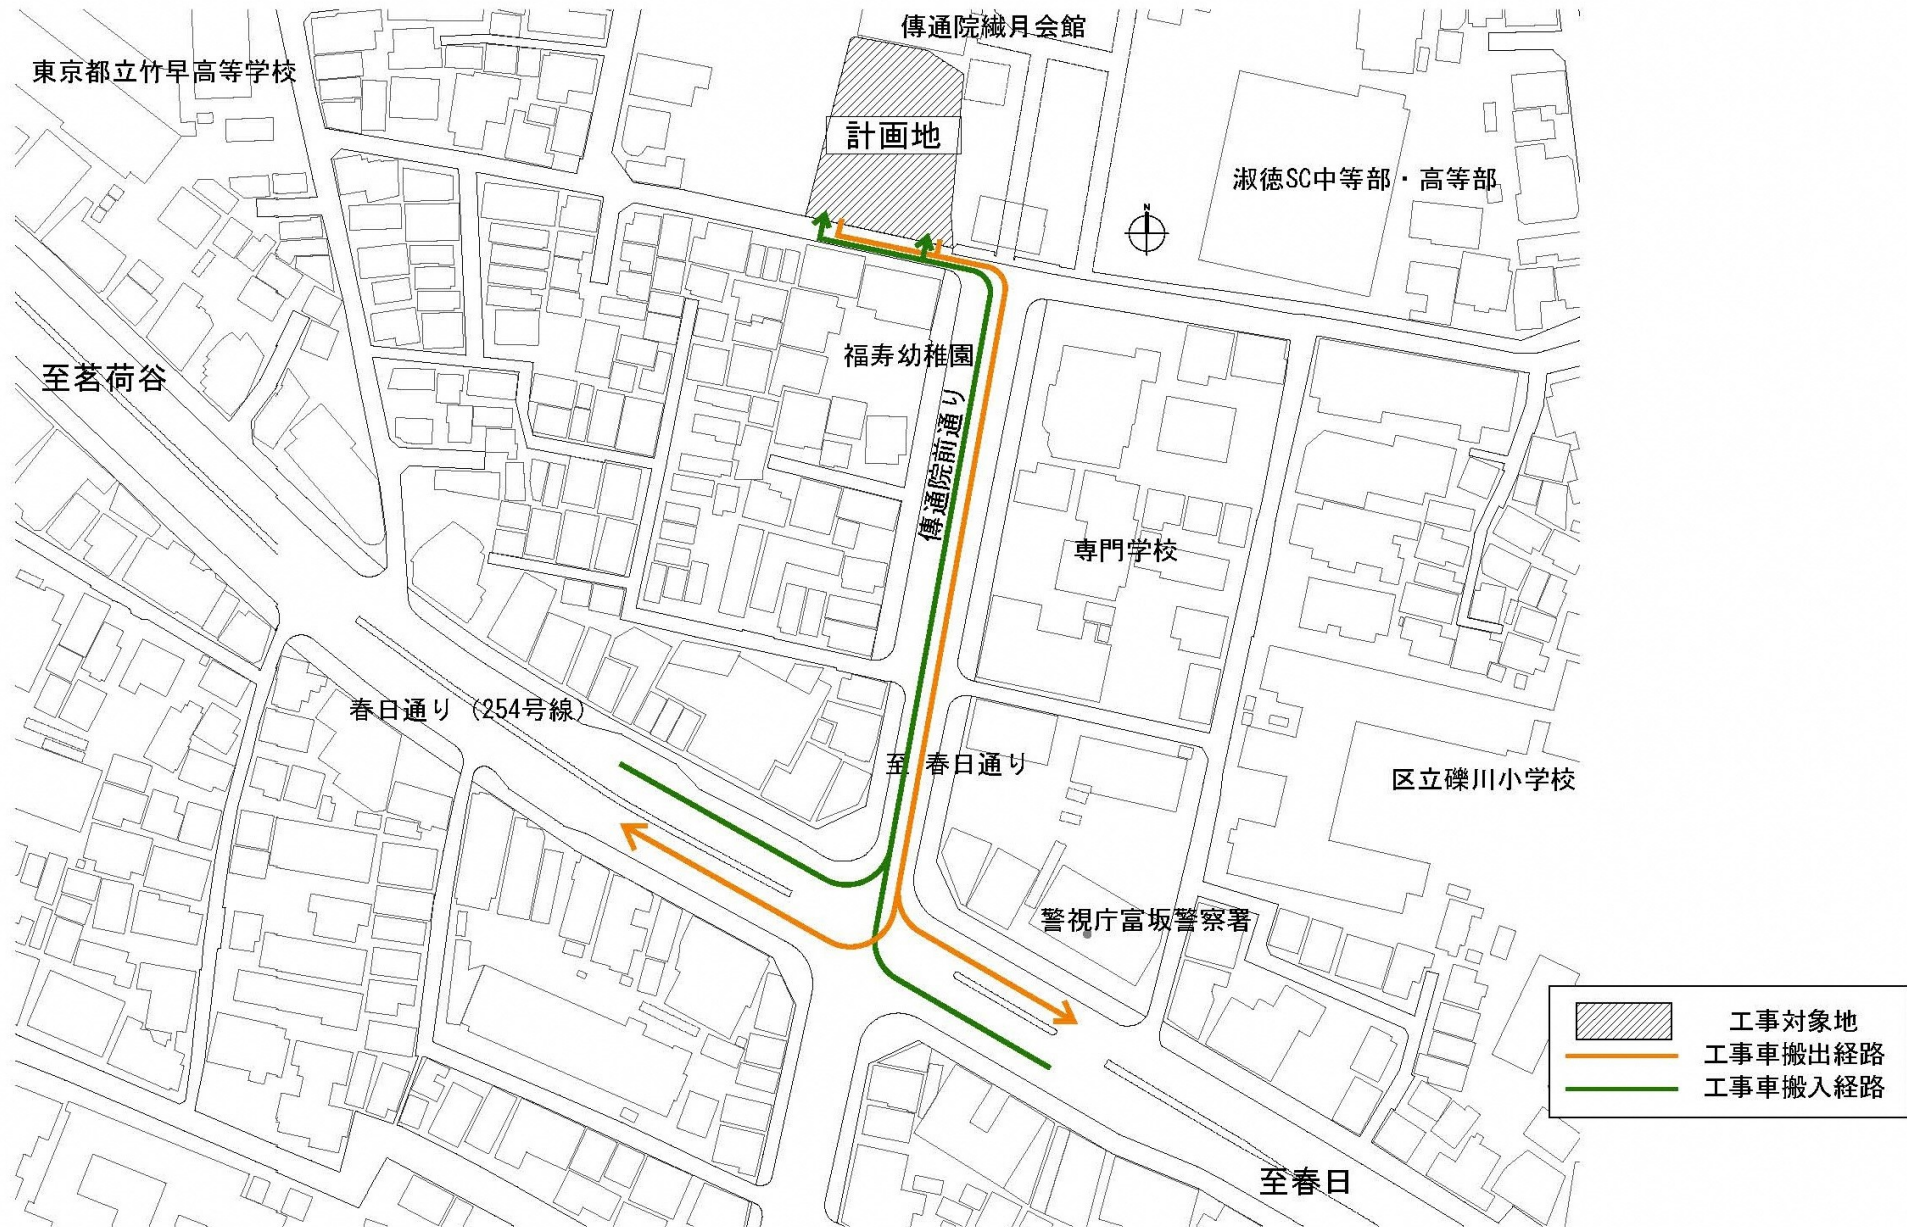 傳通院繊月会館
東京都立竹早高等学校
計画地
淑徳SC中等部・高等部
N
至茗荷谷
福寿幼稚園
傳通院前通り
専門学校
春日通り（254号線）
至 春日通り
区立礫川小学校
警視庁富坂警察署
工事対象地
工事車搬出経路
工事車搬入経路
至春日